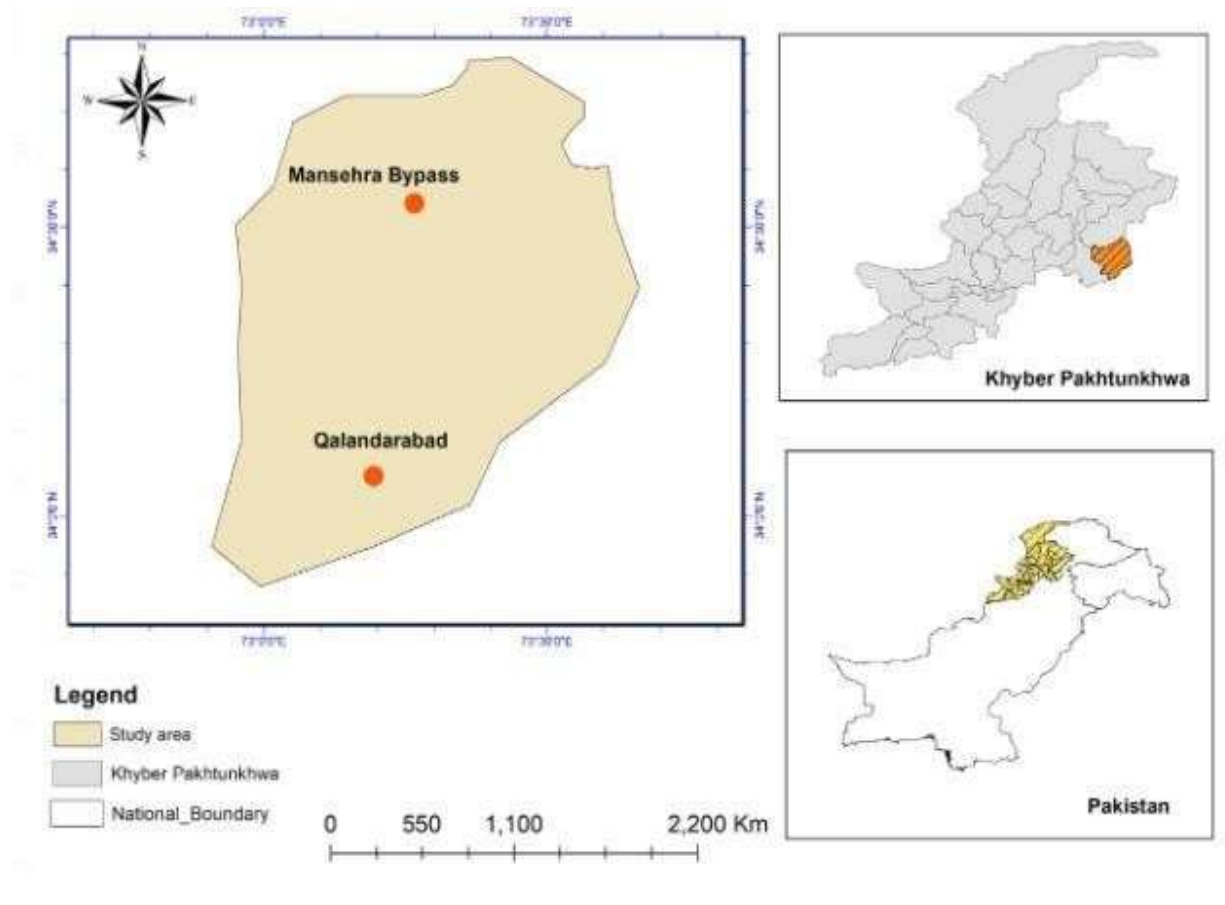 N
W
E
S
Mansehra Bypass
Qalandarabad
Khyber Pakhtunkhwa
Pakistan
Legend
Study area
Khyber Pakhtunkhwa
National_Boundary
0 550 1,100 2,200 Km